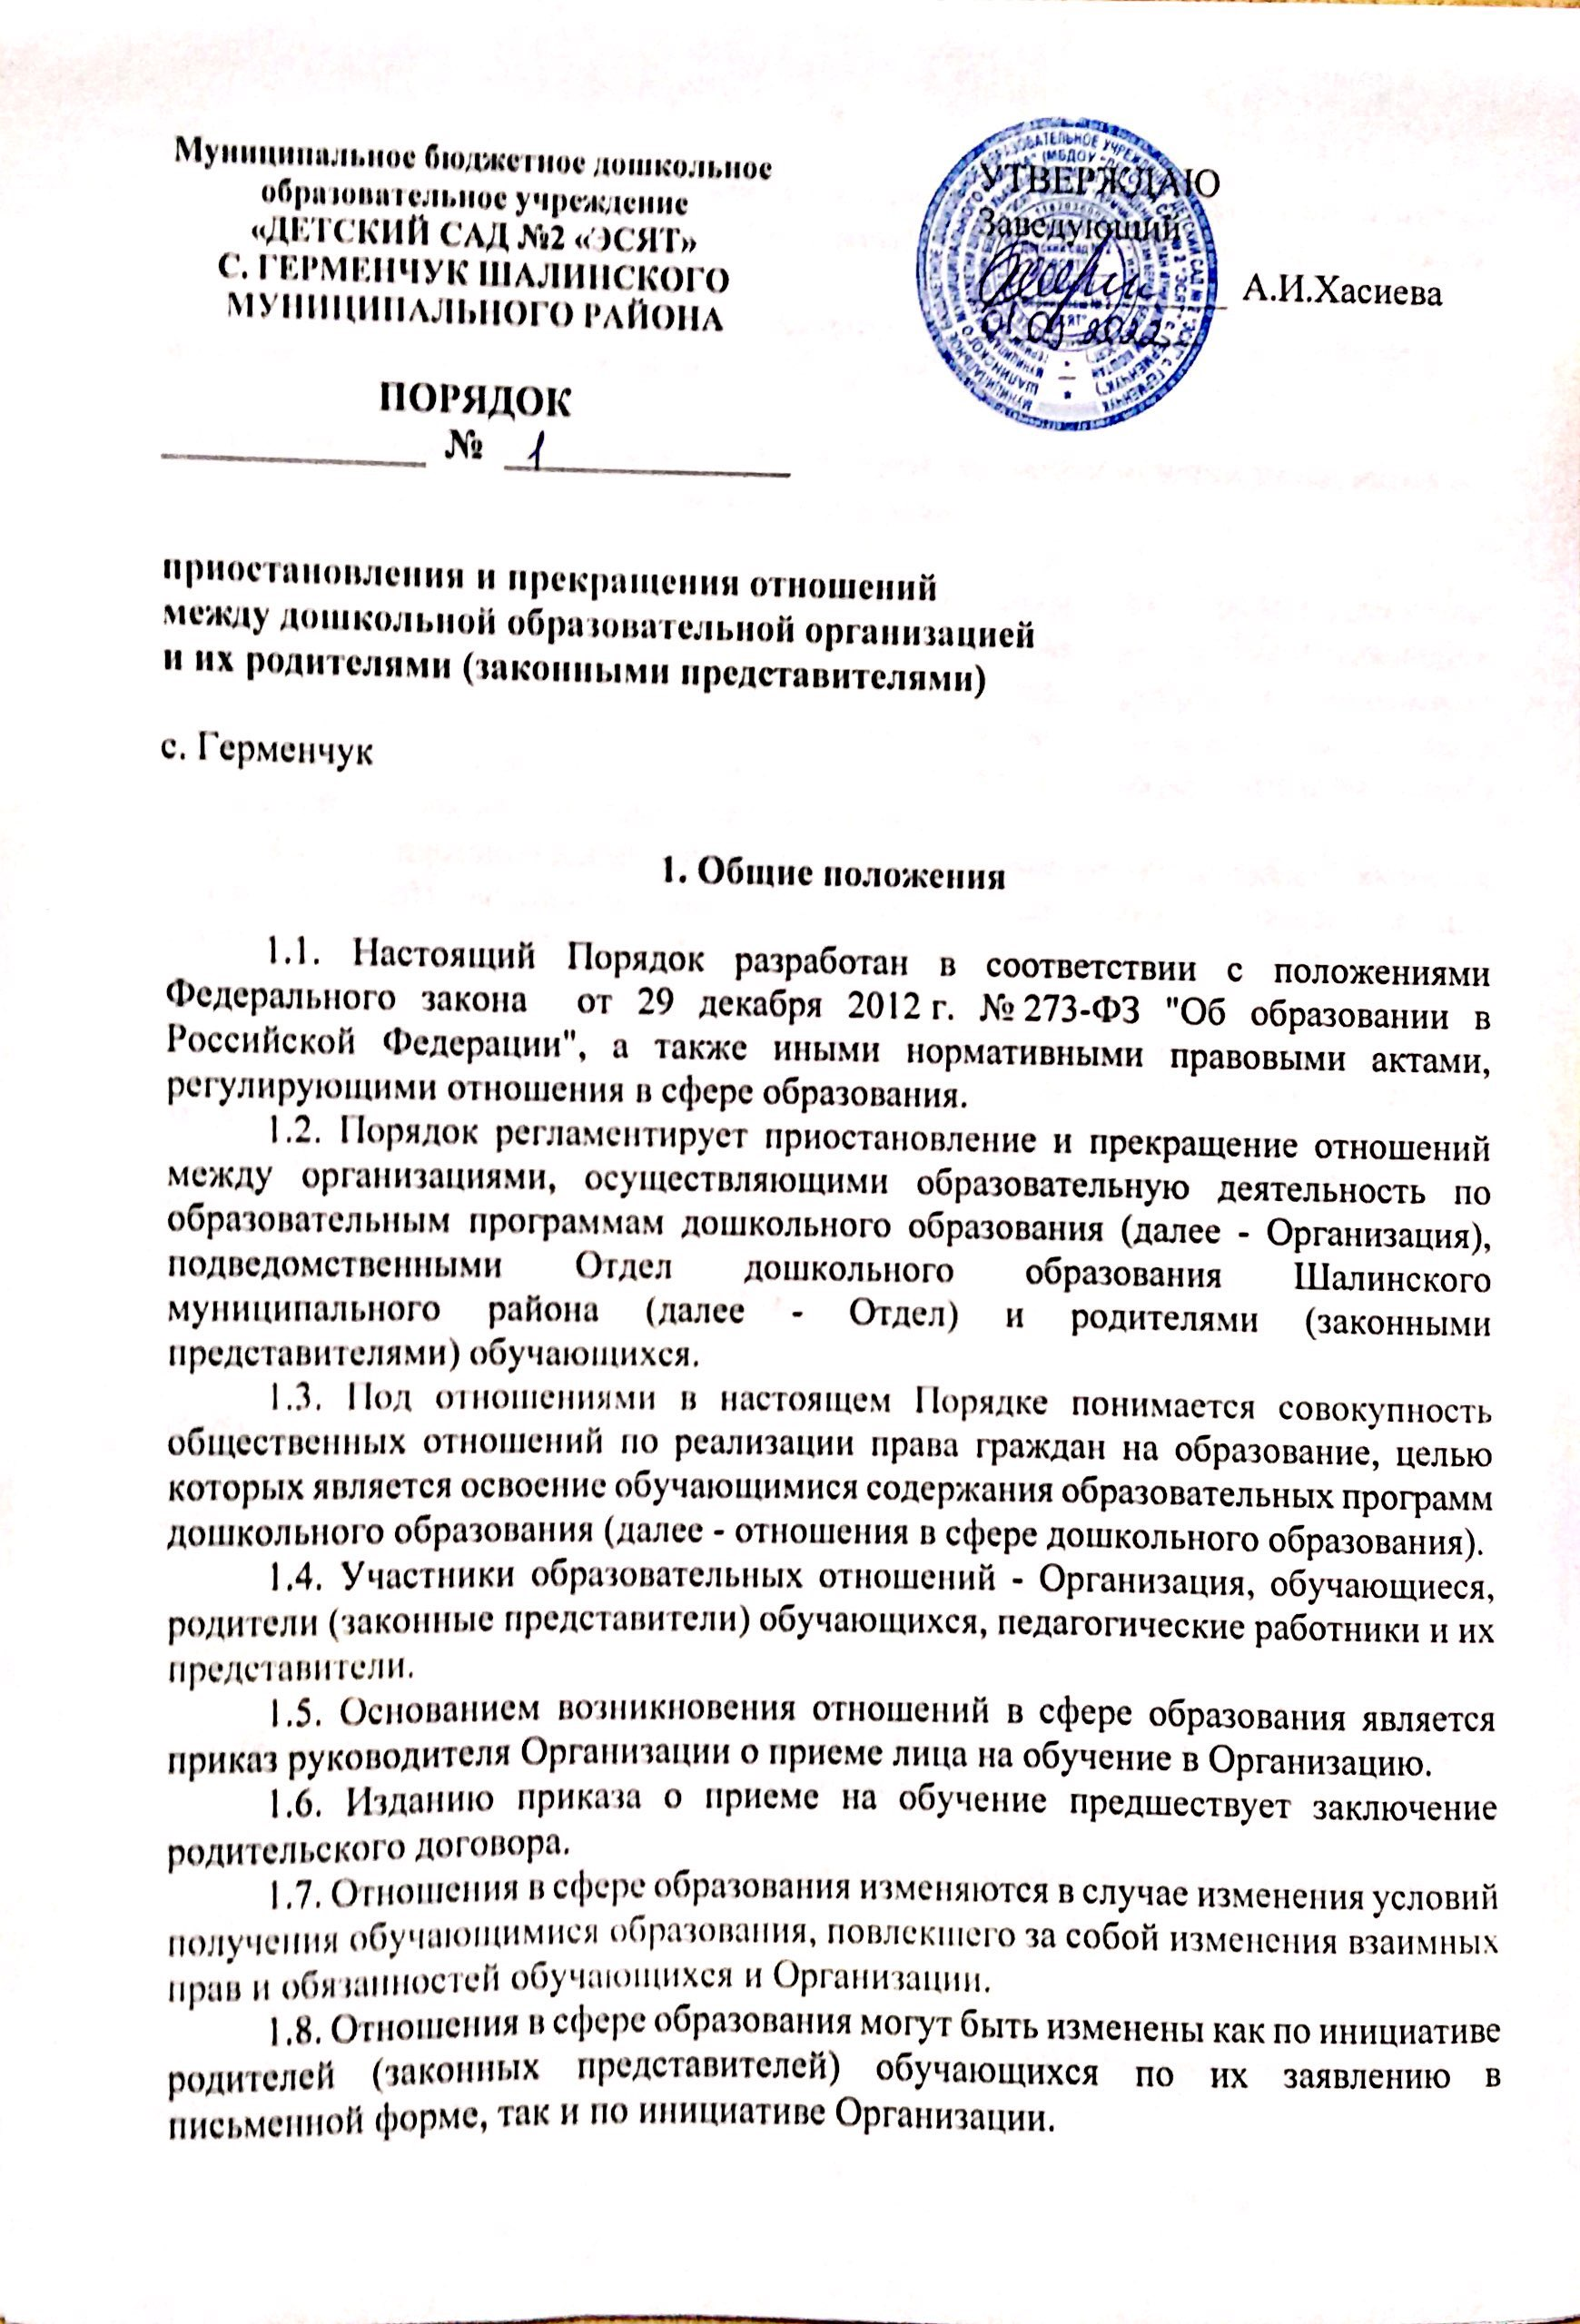 Муниципальное бюджетное дошкольное
образовательное учреждение
«ДЕТСКИЙ САД №2 «ЭСЯТ»
С. ГЕРМЕНЧУК ШАЛИНСКОГО
МУНИЦИПАЛЬНОГО РАЙОНА
УТВЕРЖДАЮ
Заведующий
А.И.Хасиева
2022
ПОРЯДОК
№ 1
приостановления и прекращения отношений
между дошкольной образовательной организацией
и их родителями (законными представителями)
с. Герменчук
1. Общие положения
1.1. Настоящий Порядок разработан в соответствии с положениями
Федерального закона от 29 декабря 2012 г. № 273-ФЗ "Об образовании в
Российской Федерации", а также иными нормативными правовыми актами,
регулирующими отношения в сфере образования.
1.2. Порядок регламентирует приостановление и прекращение отношений
между организациями, осуществляющими образовательную деятельность по
образовательным программам дошкольного образования (далее - Организация),
подведомственными Отдел дошкольного образования Шалинского
муниципального района (далее - Отдел) и родителями (законными
представителями) обучающихся.
1.3. Под отношениями в настоящем Порядке понимается совокупность
общественных отношений по реализации права граждан на образование, целью
которых является освоение обучающимися содержания образовательных программ
дошкольного образования (далее - отношения в сфере дошкольного образования).
1.4. Участники образовательных отношений - Организация, обучающиеся,
родители (законные представители) обучающихся, педагогические работники и их
представители.
1.5. Основанием возникновения отношений в сфере образования является
приказ руководителя Организации о приеме лица на обучение в Организацию.
1.6. Изданию приказа о приеме на обучение предшествует заключение
родительского договора.
1.7. Отношения в сфере образования изменяются в случае изменения условий
получения обучающимися образования, повлекшего за собой изменения взаимных
прав и обязанностей обучающихся и Организации.
1.8. Отношения в сфере образования могут быть изменены как по инициативе
родителей (законных представителей) обучающихся по их заявлению в
письменной форме, так и по инициативе Организации.